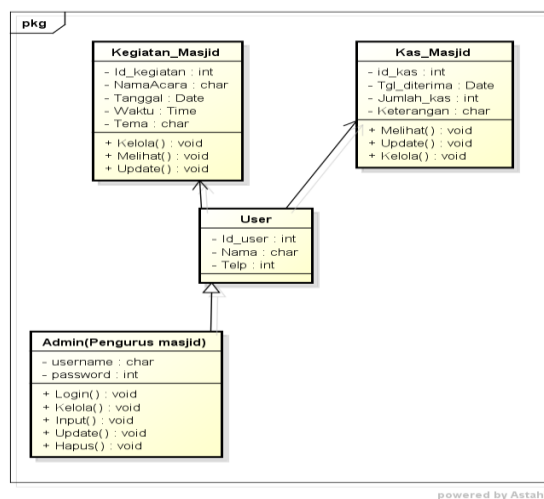 pkg
Kegiatan_Masjid
- Id_kegiatan : int
- NamaAcara : char
- Tanggal : Date
- Waktu : Time
- Tema : char
+ Kelola() : void
+ Melihat() : void
+ Update() : void
Kas_Masjid
- id_kas : int
- Tgl_diterima : Date
- Jumlah_kas : int
- Keterangan : char
+ Melihat() : void
+ Update() : void
+ Kelola() : void
User
- Id_user : int
- Nama : char
- Telp : int
Admin(Pengurus masjid)
- username : char
- password : int
+ Login() : void
+ Kelola() : void
+ Input() : void
+ Update() : void
+ Hapus() : void
powered by Astah